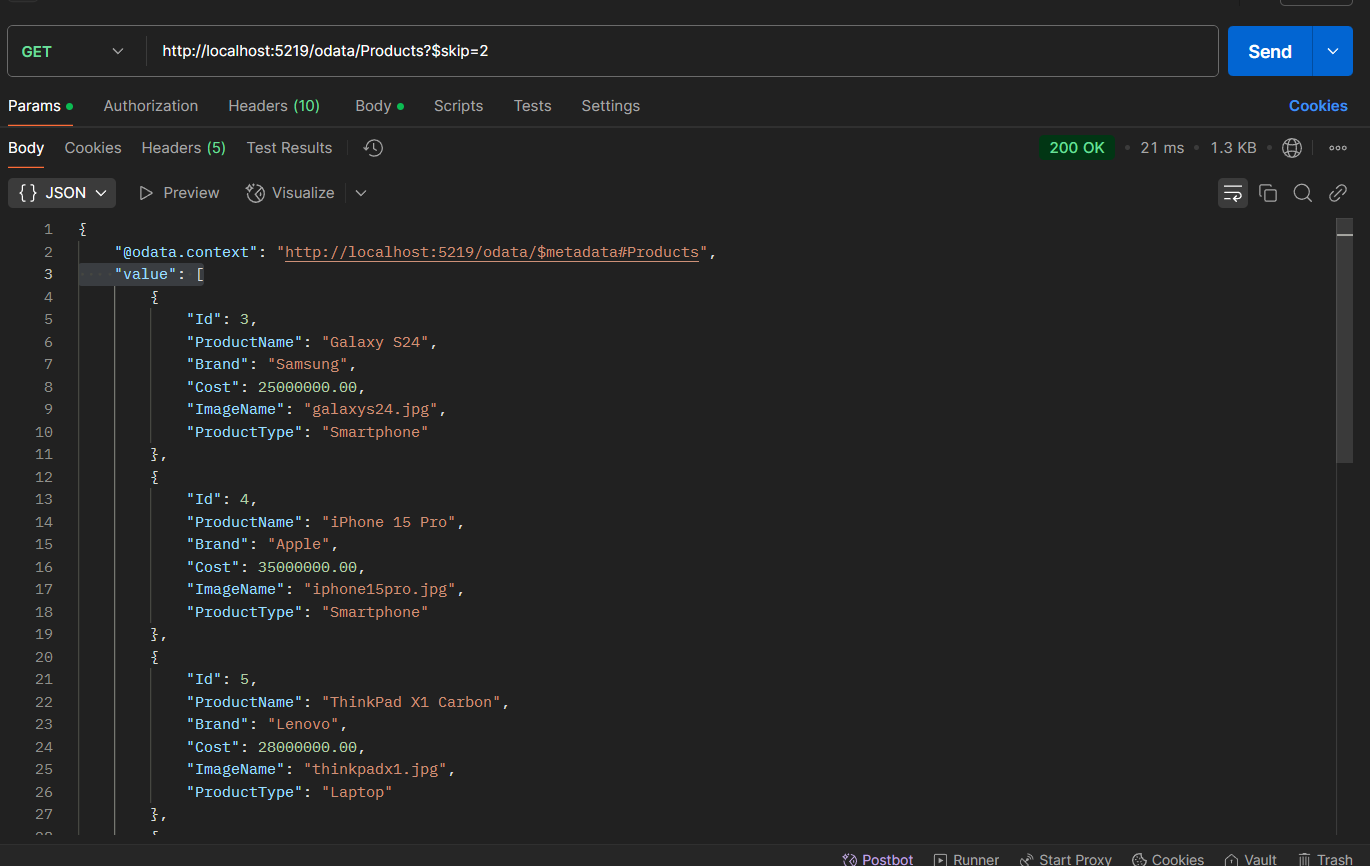 GET http://localhost:5219/odata/Products?$skip=2 Send
Params Authorization Headers (10) Body Scripts Tests Settings Cookies
Body Cookies Headers (5) Test Results 200 OK 21 ms 1.3 KB
{} JSON Preview Visualize
1 {
2 "@odata.context": "http://localhost:5219/odata/$metadata#Products",
3 "value": [
4 {
5 "Id": 3,
6 "ProductName": "Galaxy S24",
7 "Brand": "Samsung",
8 "Cost": 25000000.00,
9 "ImageName": "galaxys24.jpg",
10 "ProductType": "Smartphone"
11 },
12 {
13 "Id": 4,
14 "ProductName": "iPhone 15 Pro",
15 "Brand": "Apple",
16 "Cost": 35000000.00,
17 "ImageName": "iphone15pro.jpg",
18 "ProductType": "Smartphone"
19 },
20 {
21 "Id": 5,
22 "ProductName": "ThinkPad X1 Carbon",
23 "Brand": "Lenovo",
24 "Cost": 28000000.00,
25 "ImageName": "thinkpadx1.jpg",
26 "ProductType": "Laptop"
27 },
Postbot Runner Start Proxy Cookies Vault Trash